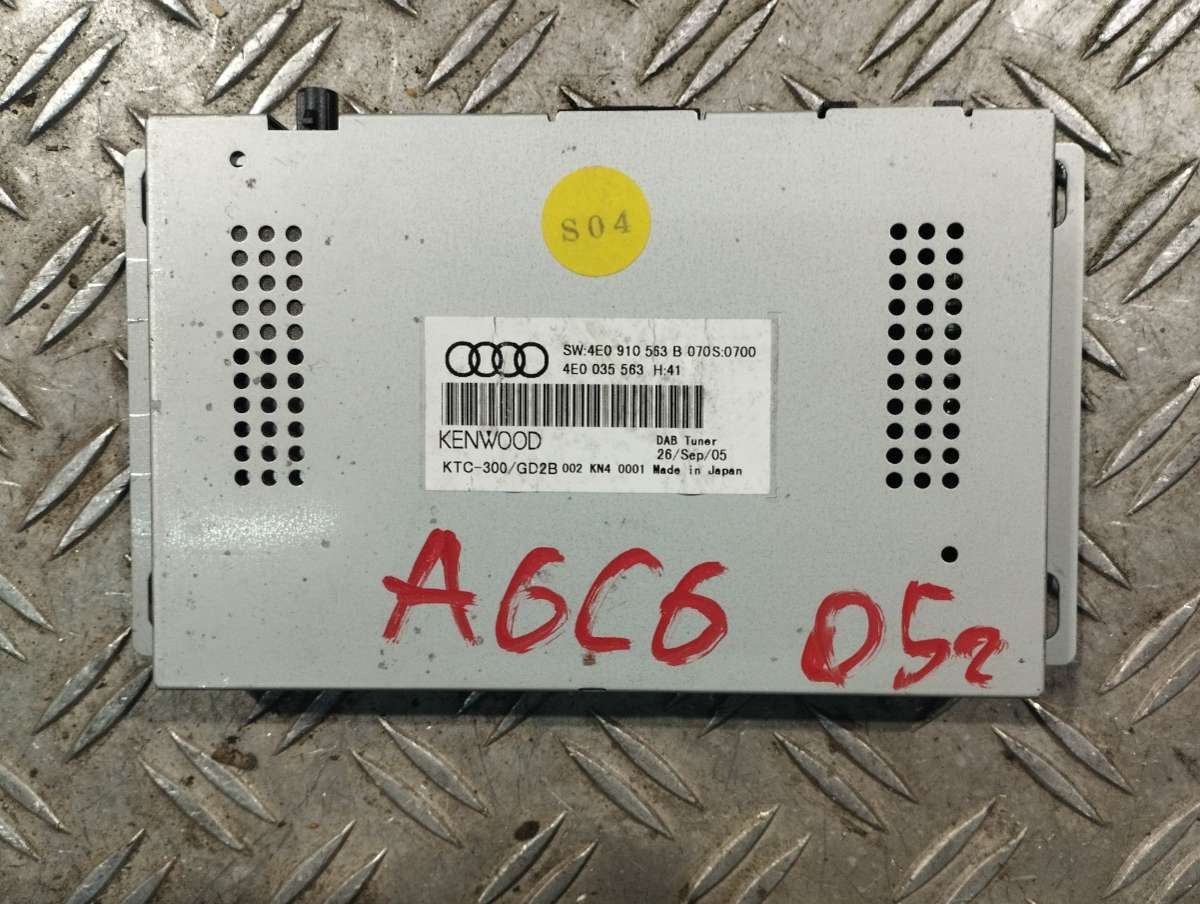 S04
SW:4E0 910 563 B 070S:0700
4E0 035 563 H:41
KENWOOD
DAB Tuner
26/Sep/05
KTC-300/GD2B 002 KN4 0001 Made in Japan
A6C6 05г